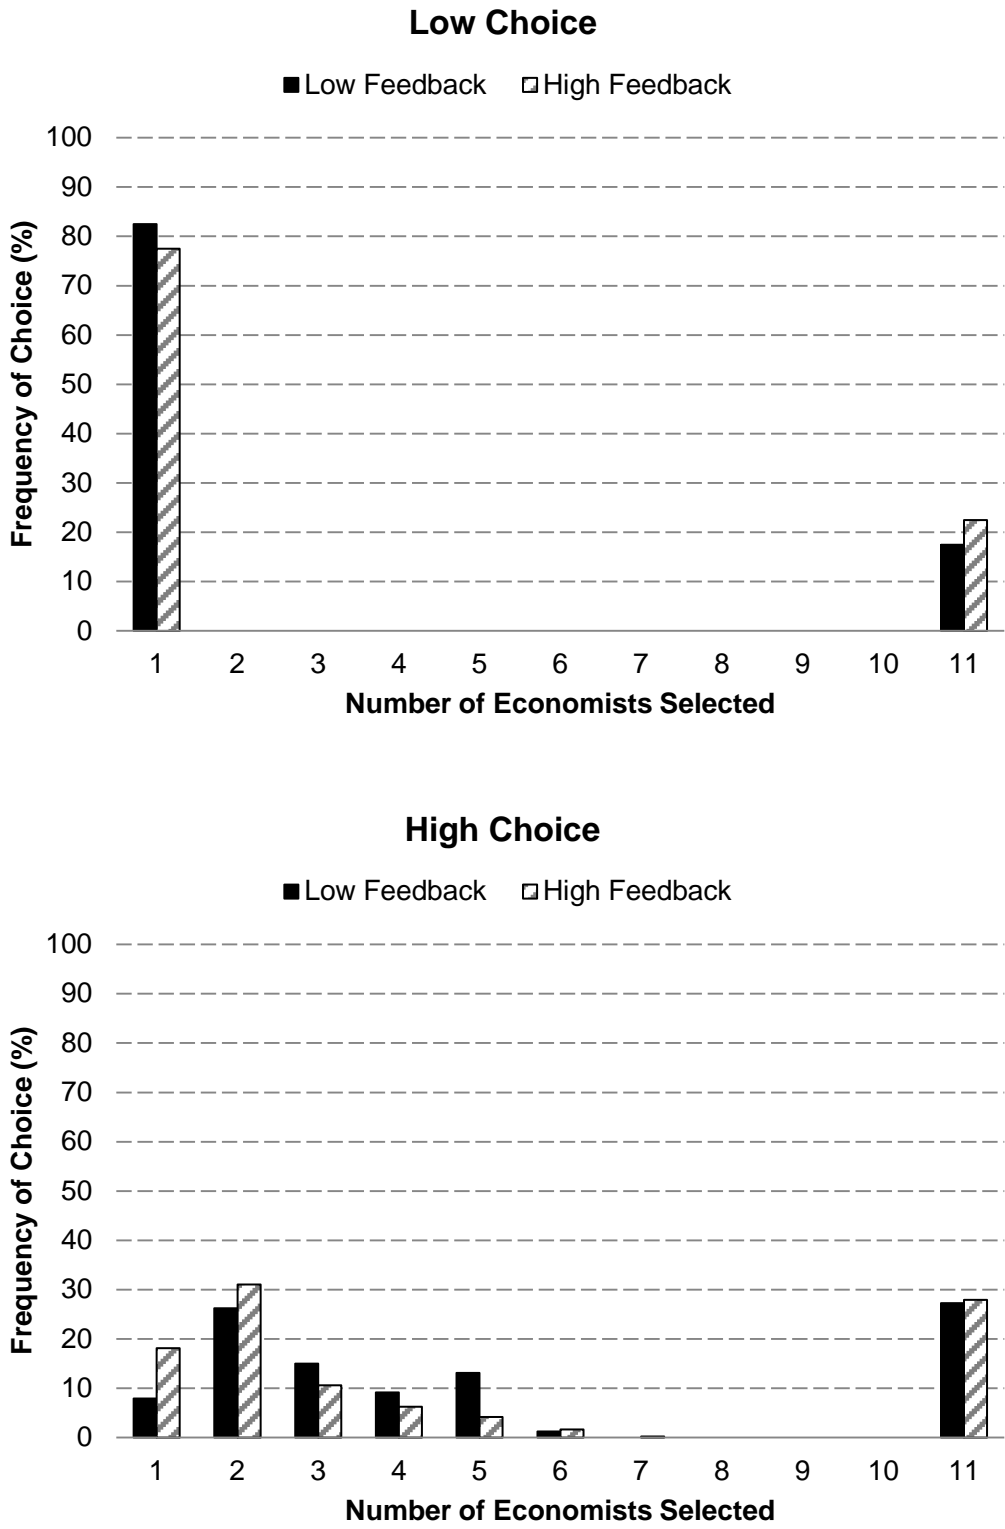 Low Choice
Low Feedback High Feedback
100
90
80
70
60
50
40
30
20
10
0
Frequency of Choice (%)
1 2 3 4 5 6 7 8 9 10 11
Number of Economists Selected
High Choice
Low Feedback High Feedback
100
90
80
70
60
50
40
30
20
10
0
Frequency of Choice (%)
1 2 3 4 5 6 7 8 9 10 11
Number of Economists Selected